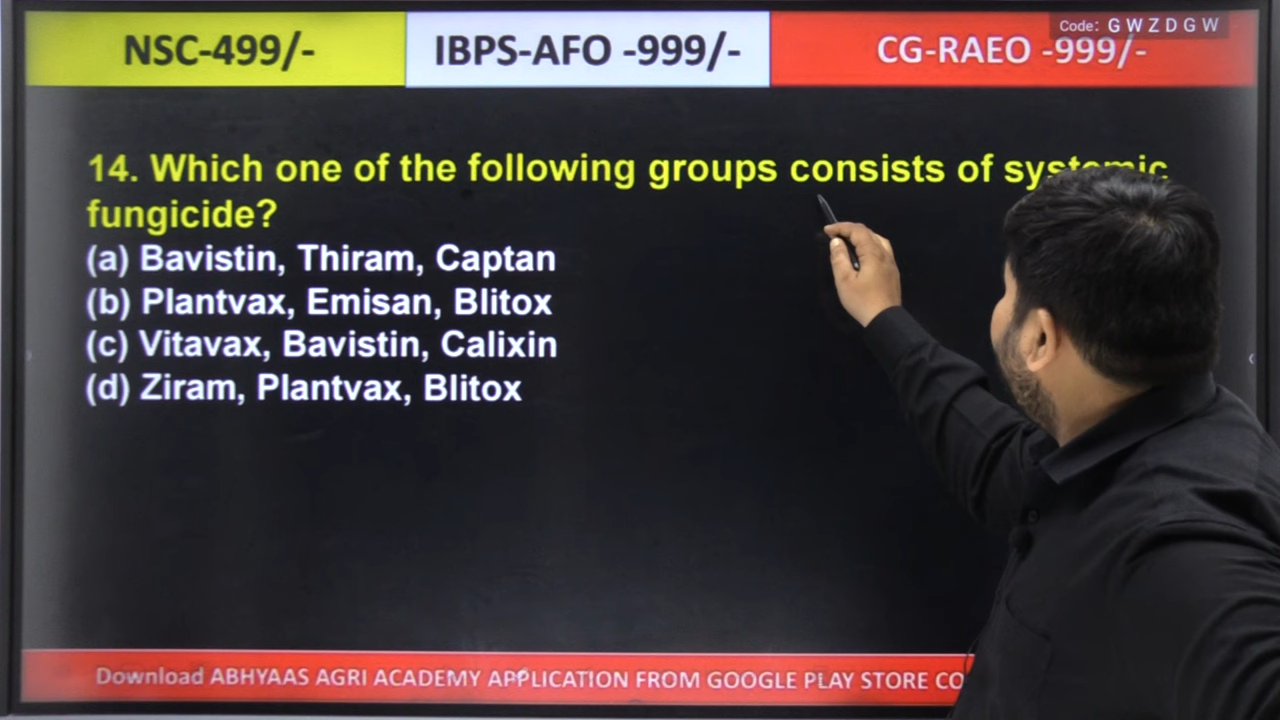 NSC-499/- IBPS-AFO -999/- CG-RAEO -999/-
Code: G W Z D G W
14. Which one of the following groups consists of systemic
fungicide?
(a) Bavistin, Thiram, Captan
(b) Plantvax, Emisan, Blitox
(c) Vitavax, Bavistin, Calixin
(d) Ziram, Plantvax, Blitox
Download ABHYAAS AGRI ACADEMY APPLICATION FROM GOOGLE PLAY STORE CO